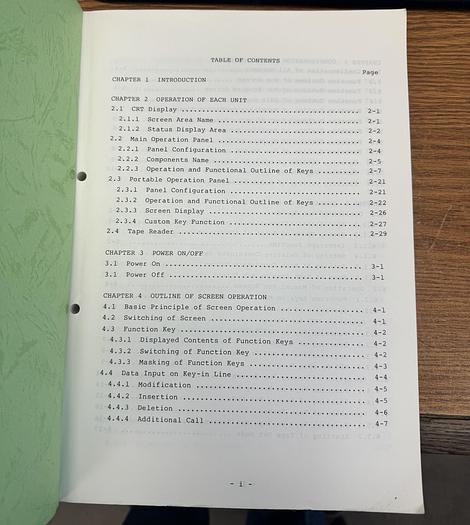 TABLE OF CONTENTS
Page
CHAPTER 1 INTRODUCTION
CHAPTER 2 OPERATION OF EACH UNIT
2.1 CRT Display ........ 2-1
2.1.1 Screen Area Name ........ 2-1
2.1.2 Status Display Area ........ 2-2
2.2 Main Operation Panel ........ 2-4
2.2.1 Panel Configuration ........ 2-4
2.2.2 Components Name ........ 2-5
2.2.3 Operation and Functional Outline of Keys ........ 2-7
2.3 Portable Operation Panel ........ 2-21
2.3.1 Panel Configuration ........ 2-21
2.3.2 Operation and Functional Outline of Keys ........ 2-22
2.3.3 Screen Display ........ 2-26
2.3.4 Custom Key Function ........ 2-27
2.4 Tape Reader ........ 2-29
CHAPTER 3 POWER ON/OFF
3.1 Power On ........ 3-1
3.1 Power Off ........ 3-1
CHAPTER 4 OUTLINE OF SCREEN OPERATION
4.1 Basic Principle of Screen Operation ........ 4-1
4.2 Switching of Screen ........ 4-1
4.3 Function Key ........ 4-2
4.3.1 Displayed Contents of Function Keys ........ 4-2
4.3.2 Switching of Function Key ........ 4-2
4.3.3 Masking of Function Keys ........ 4-3
4.4 Data Input on Key-in Line ........ 4-4
4.4.1 Modification ........ 4-5
4.4.2 Insertion ........ 4-5
4.4.3 Deletion ........ 4-6
4.4.4 Additional Call ........ 4-7
- i -